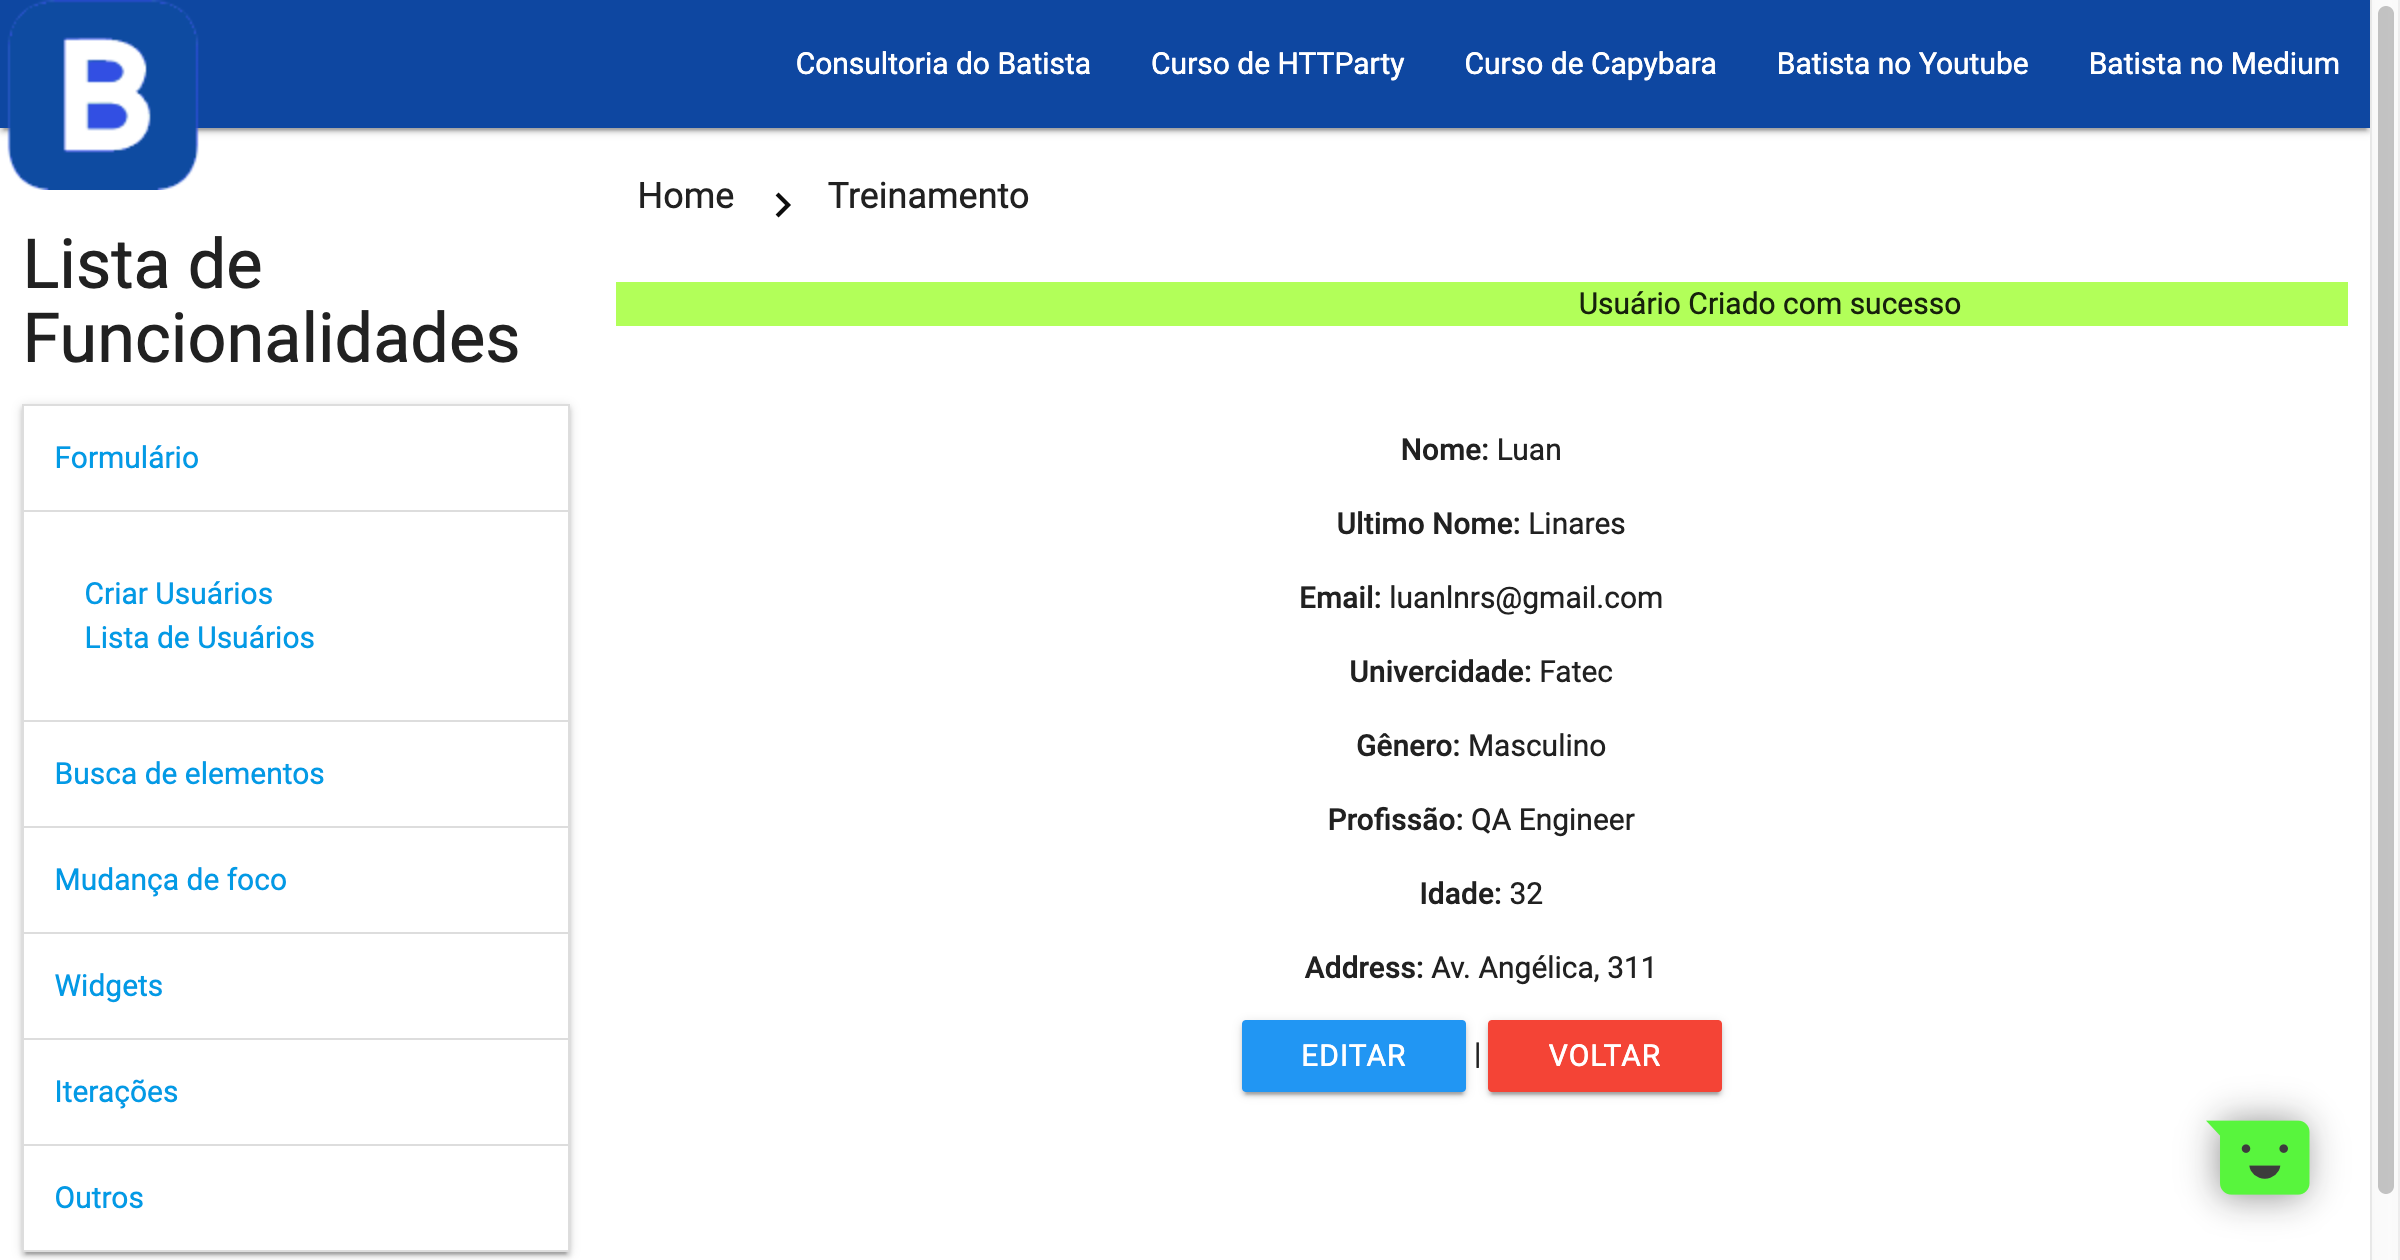 B
Consultoria do Batista
Curso de HTTParty
Curso de Capybara
Batista no Youtube
Batista no Medium
Home
Treinamento
Lista de
Funcionalidades
Usuário Criado com sucesso
Formulário
Criar Usuários
Lista de Usuários
Busca de elementos
Mudança de foco
Widgets
Iterações
Outros
Nome: Luan
Ultimo Nome: Linares
Email: luanlnrs@gmail.com
Univercidade: Fatec
Gênero: Masculino
Profissão: QA Engineer
Idade: 32
Address: Av. Angélica, 311
EDITAR | VOLTAR